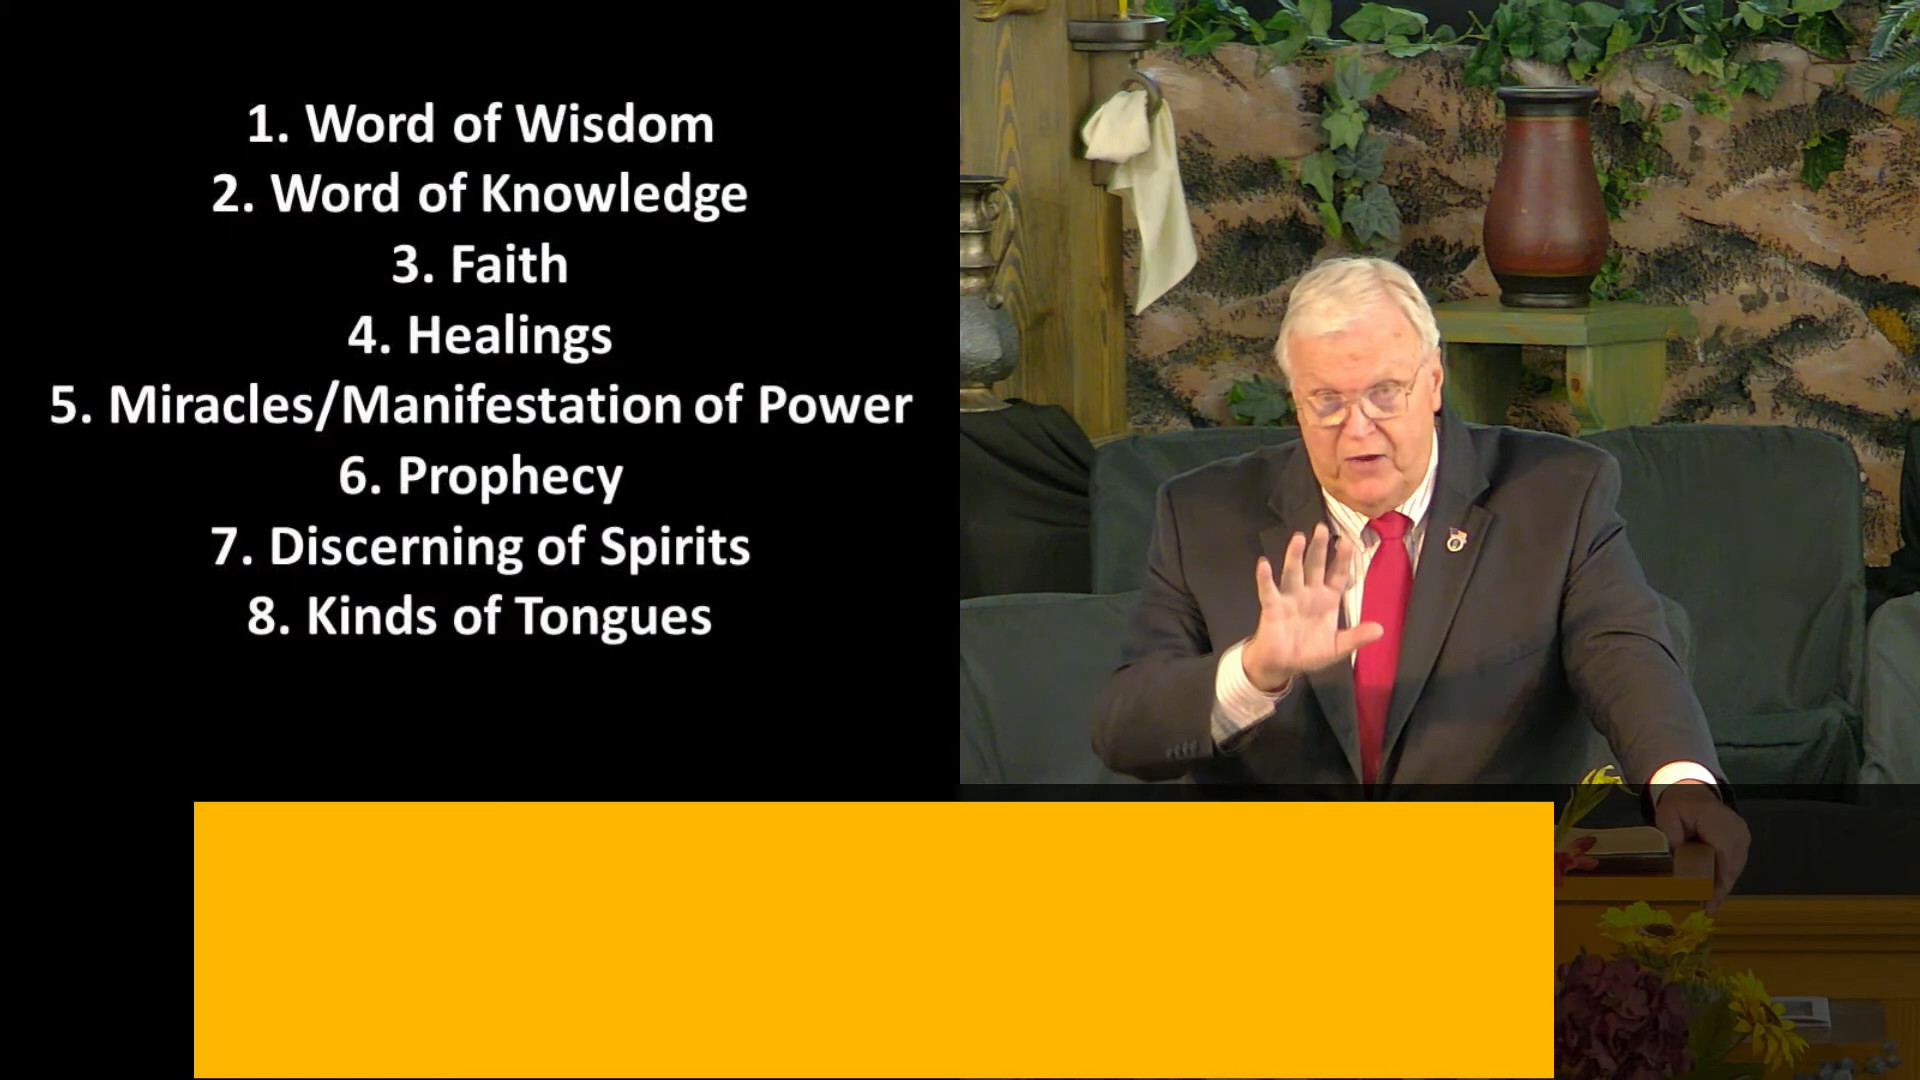 1. Word of Wisdom
2. Word of Knowledge
3. Faith
4. Healings
5. Miracles/Manifestation of Power
6. Prophecy
7. Discerning of Spirits
8. Kinds of Tongues